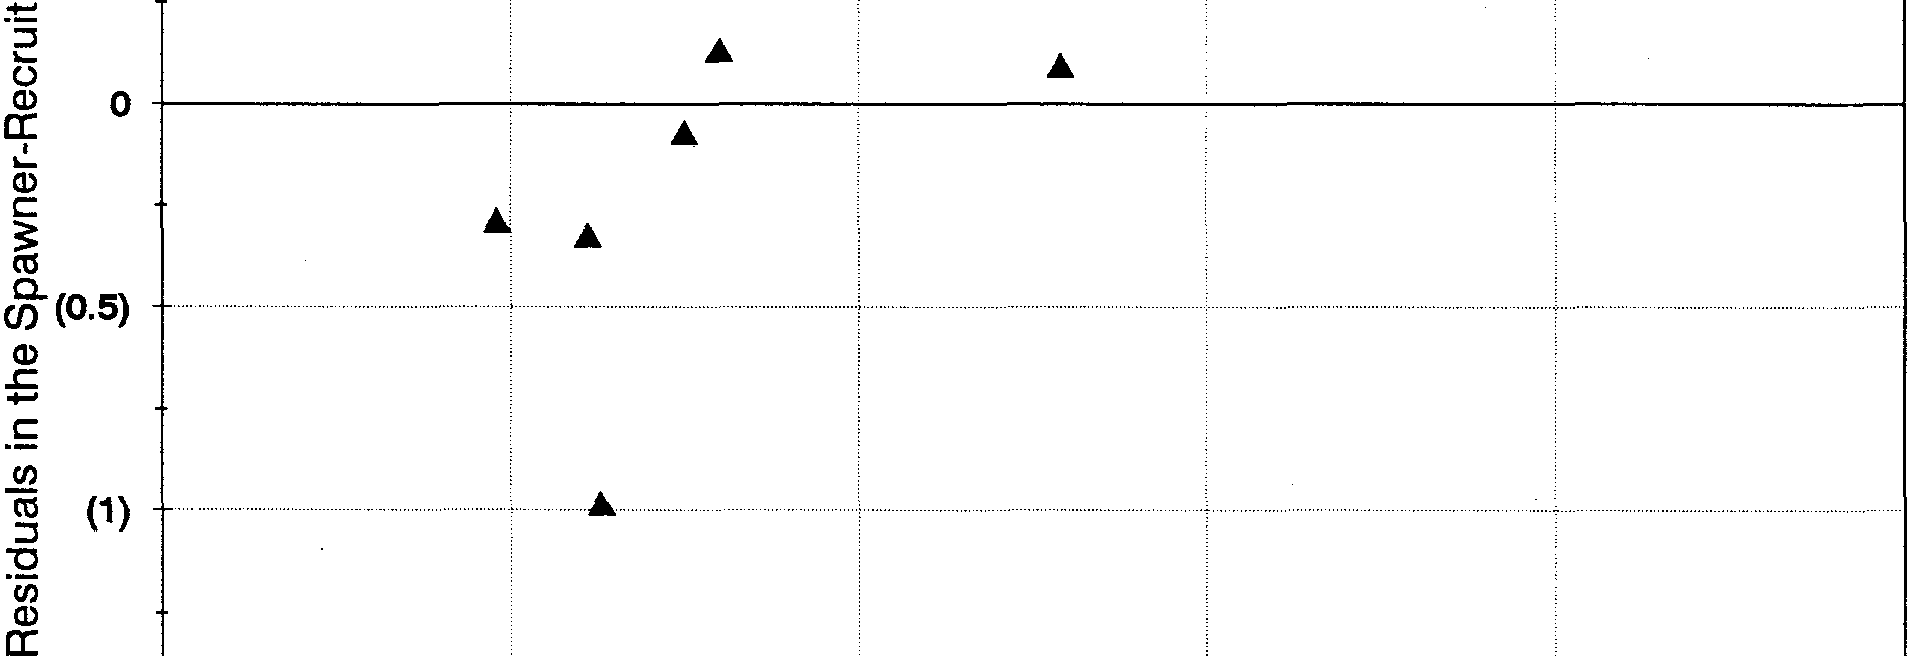 Residuals in the Spawner-Recruit
0
(0.5)
(1)